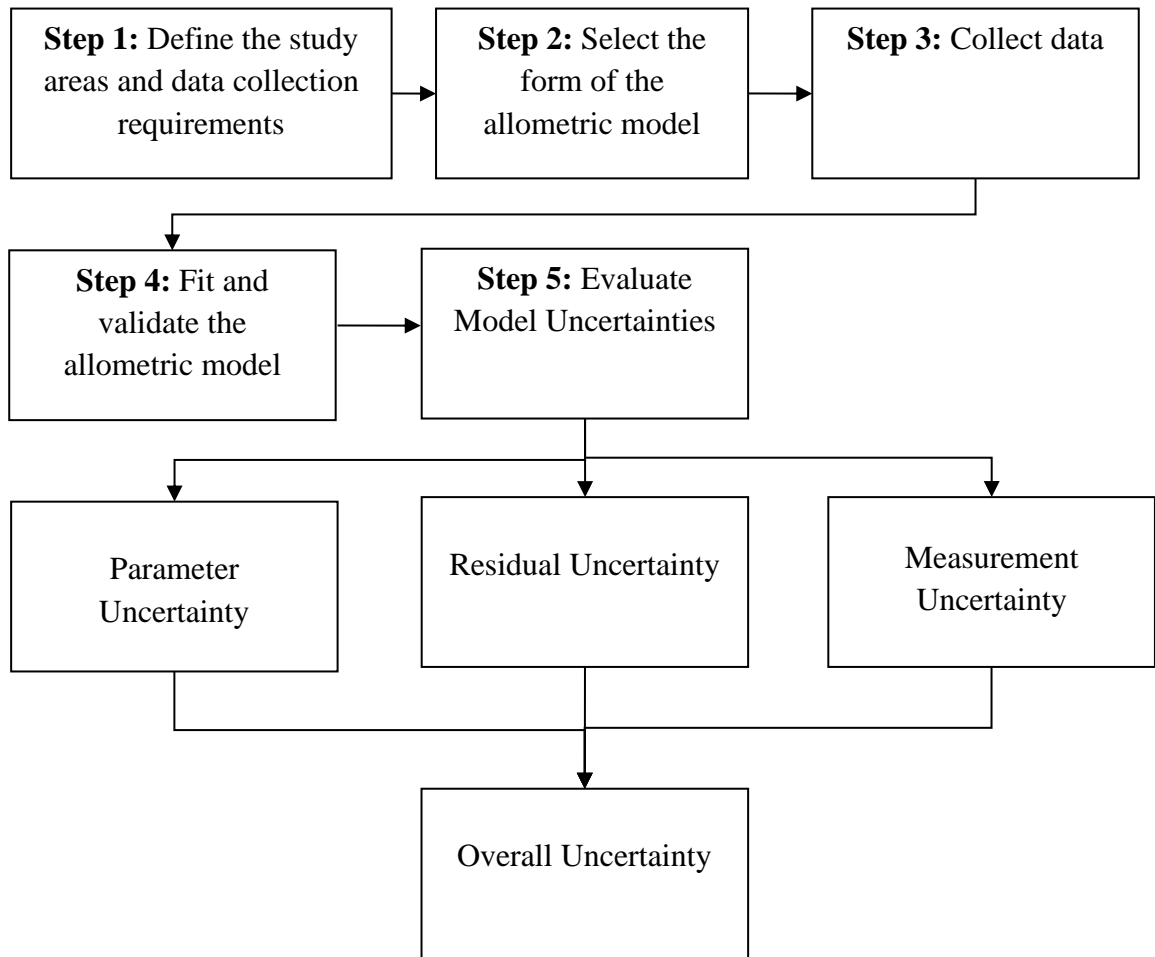 Step 1: Define the study
areas and data collection
requirements
Step 2: Select the
form of the
allometric model
Step 3: Collect data
Step 4: Fit and
validate the
allometric model
Step 5: Evaluate
Model Uncertainties
Parameter
Uncertainty
Residual Uncertainty
Measurement
Uncertainty
Overall Uncertainty